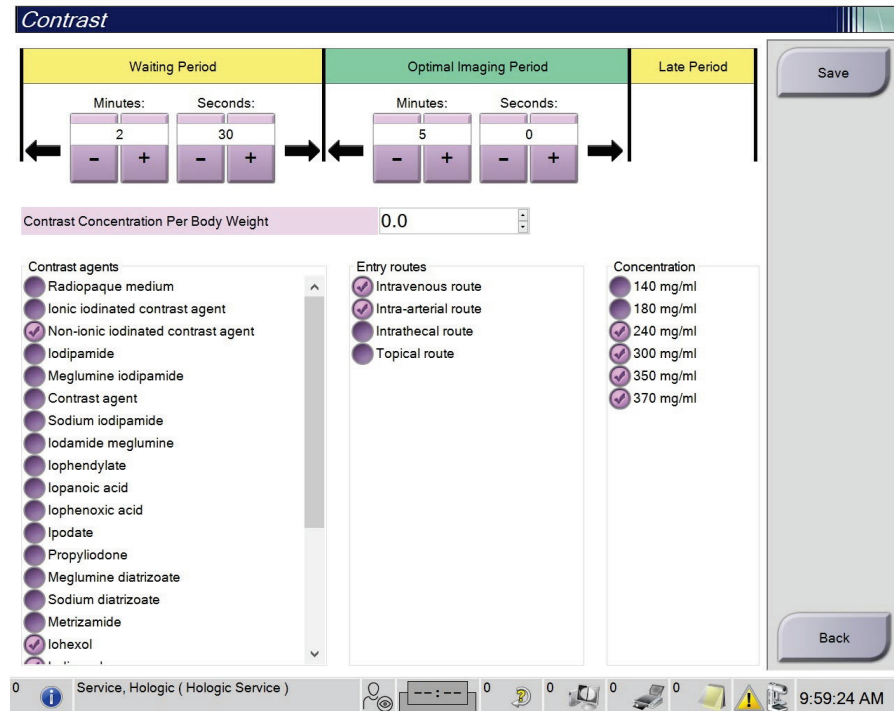 Contrast
Waiting Period
Optimal Imaging Period
Late Period
Save
Minutes: Seconds:
Minutes: Seconds:
2 30
5 0
- + - +
- + - +
Contrast Concentration Per Body Weight 0.0
Contrast agents
Radiopaque medium
Ionic iodinated contrast agent
Non-ionic iodinated contrast agent
Iodipamide
Meglumine iodipamide
Contrast agent
Sodium iodipamide
Iodamide meglumine
Iophendylate
Iopanoic acid
Iophenoxic acid
Ipodate
Propyliodone
Meglumine diatrizoate
Sodium diatrizoate
Metrizamide
Iohexol
Entry routes
Intravenous route
Intra-arterial route
Intrathecal route
Topical route
Concentration
140 mg/ml
180 mg/ml
240 mg/ml
300 mg/ml
350 mg/ml
370 mg/ml
Back
0 Service, Hologic ( Hologic Service ) --:-- 0 0 0 0 9:59:24 AM